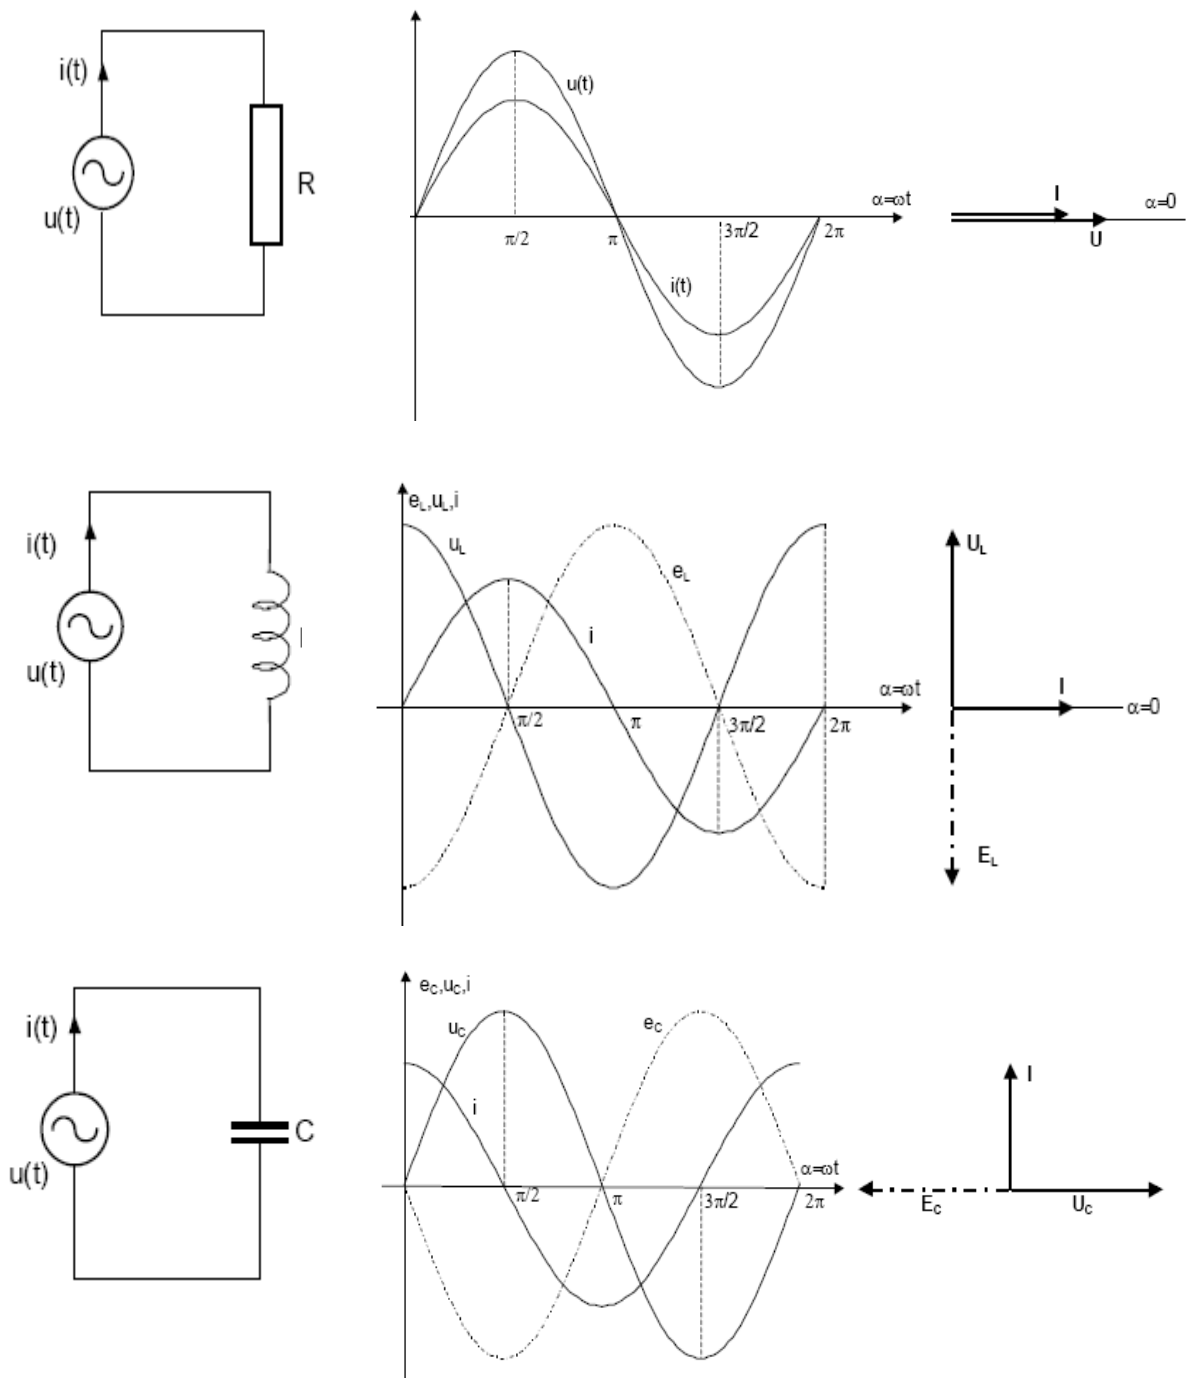 i(t)
u(t)
R
u(t)
i(t)
α=ωt
π/2
π
3π/2
2π
I
U
α=0
i(t)
u(t)
e_L,u_L,i
u_L
e_L
i
α=ωt
π/2
π
3π/2
2π
U_L
I
α=0
E_L
i(t)
u(t)
C
e_C,u_C,i
u_C
e_C
i
α=ωt
π/2
π
3π/2
2π
I
E_C
U_C